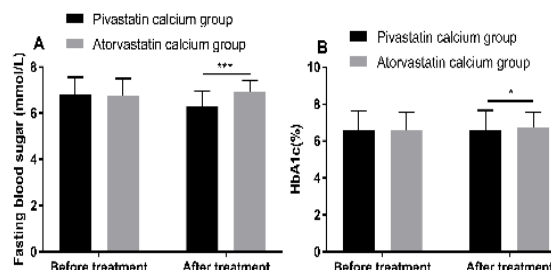 Pivastatin calcium group
A
Atorvastatin calcium group
Fasting blood sugar (mmol/L)
8
6
4
2
0
***
Before treatment
After treatment
Pivastatin calcium group
B
Atorvastatin calcium group
HbA1c(%)
10
8
6
4
2
0
*
Before treatment
After treatment